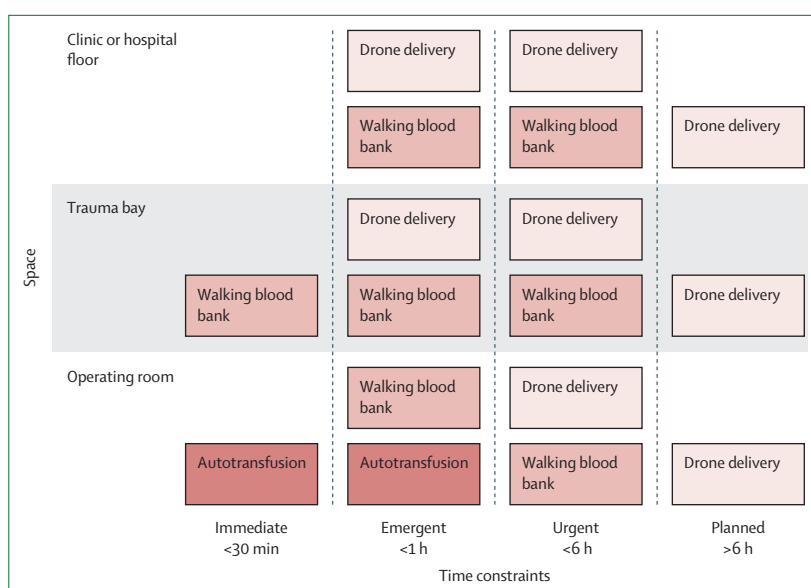 Clinic or hospital
floor
Drone delivery
Drone delivery
Walking blood
bank
Walking blood
bank
Drone delivery
Space
Trauma bay
Drone delivery
Drone delivery
Walking blood
bank
Walking blood
bank
Walking blood
bank
Drone delivery
Operating room
Walking blood
bank
Drone delivery
Autotransfusion
Autotransfusion
Walking blood
bank
Drone delivery
Immediate
<30 min
Emergent
<1 h
Urgent
<6 h
Planned
>6 h
Time constraints